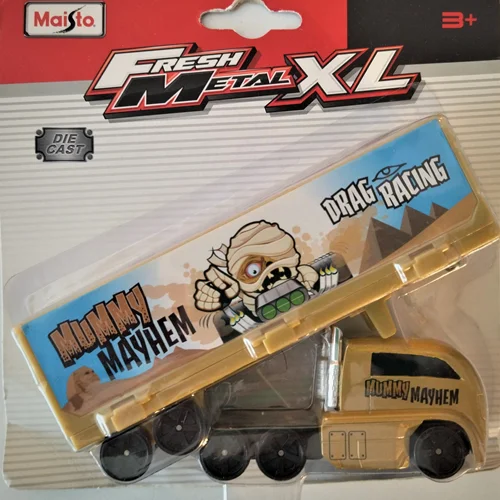 Maisto
3+
FRESH
METAL XL
DIE
CAST
DRAG RACING
MUMMY
MAYHEM
MUMMY MAYHEM